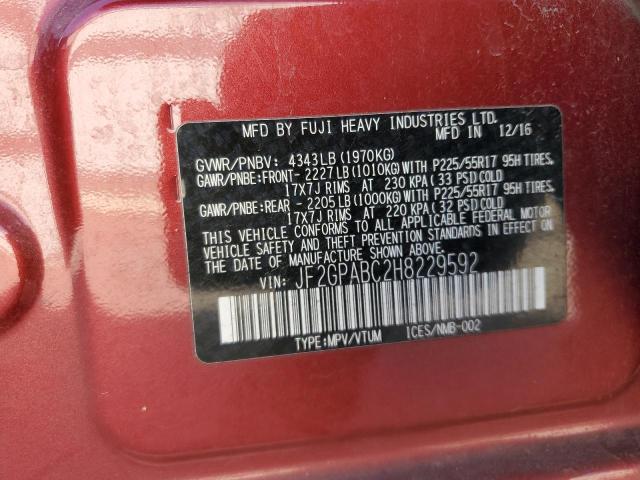 MFD BY FUJI HEAVY INDUSTRIES LTD.
MFD IN 12/16
GVWR/PNBV: 4343LB(1970KG)
GAWR/PNBE:FRONT- 2227LB(1010KG)WITH P225/55R17 95H TIRES.
17X7J RIMS AT 230 KPA(33 PSI)COLD
GAWR/PNBE:REAR - 2205LB(1000KG)WITH P225/55R17 95H TIRES.
17X7J RIMS AT 220 KPA(32 PSI)COLD
THIS VEHICLE CONFORMS TO ALL APPLICABLE FEDERAL MOTOR
VEHICLE SAFETY AND BUMPER STANDARDS IN EFFECT ON
THE DATE OF MANUFACTURE SHOWN ABOVE.
VIN: JF2GPABC2H8229592
TYPE:MPV/VTUM ICES/NMB-002